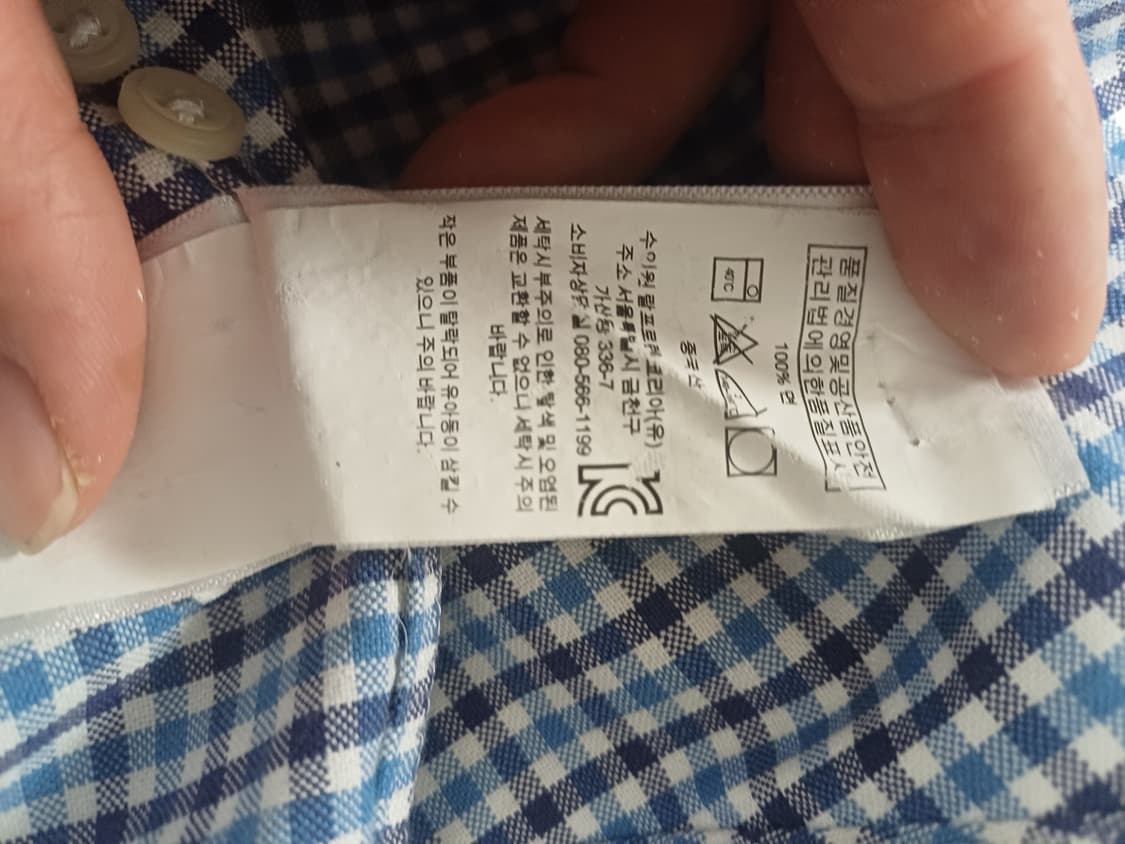 품질경영및공산품안전
관리법에의한품질표시
100% 면
40°C
중국산
수입원 랄프로렌코리아(유)
주소 서울특별시 금천구
가산동 336-7
소비자상담실 080-566-1199
세탁시 부주의로 인한 탈색 및 오염된
제품은 교환할 수 없으니 세탁시 주의
바랍니다.
작은 부품이 탈락되어 유아동이 삼킬 수
있으니 주의 바랍니다.